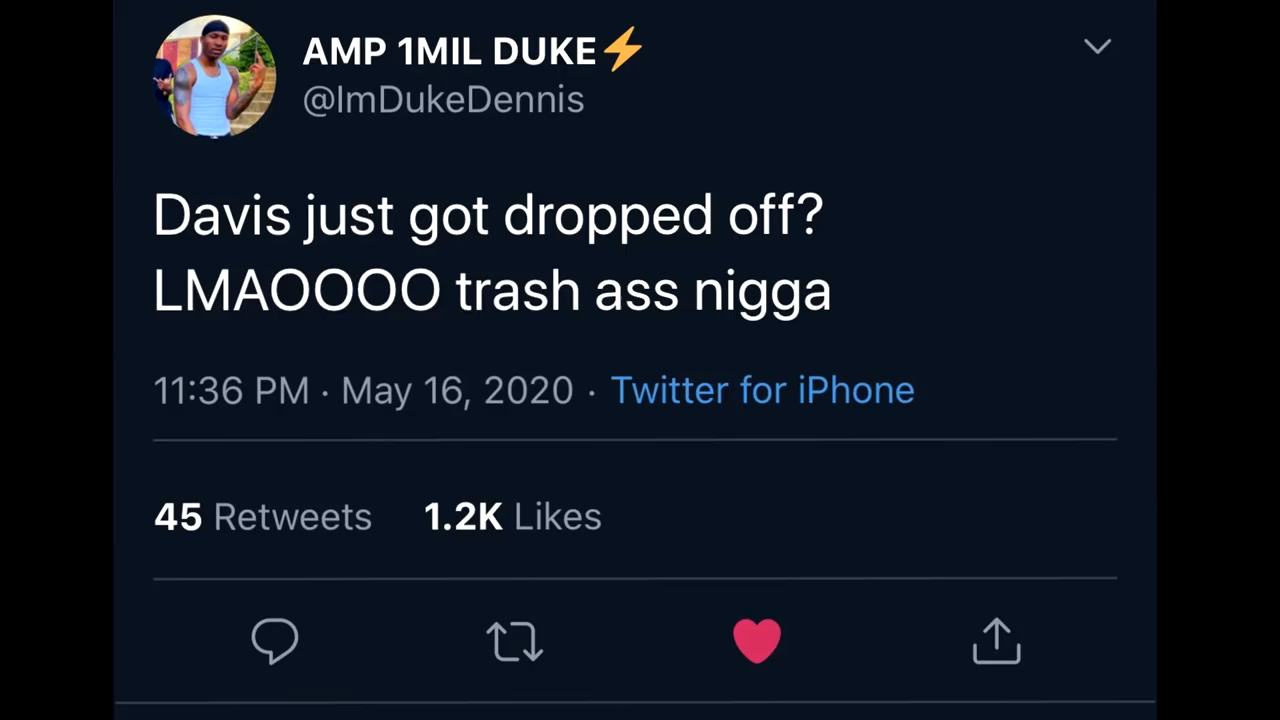 AMP 1MIL DUKE⚡
@ImDukeDennis
Davis just got dropped off?
LMAOOOO trash ass nigga
11:36 PM · May 16, 2020 · Twitter for iPhone
45 Retweets 1.2K Likes